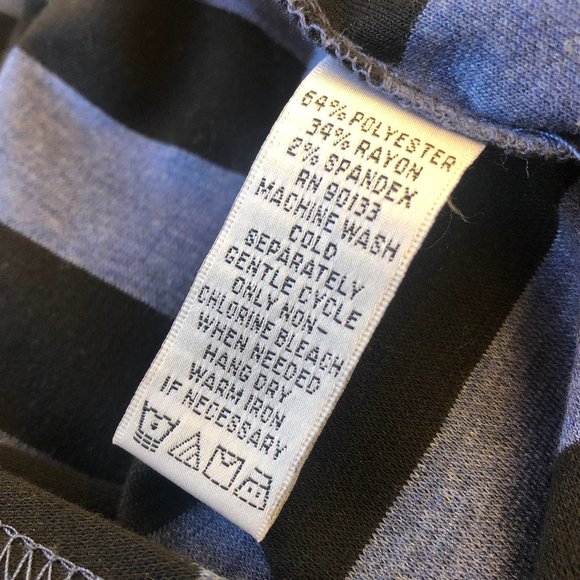 64% POLYESTER
34% RAYON
2% SPANDEX
RN 90133
MACHINE WASH
COLD
SEPARATELY
GENTLE CYCLE
ONLY NON-
CHLORINE BLEACH
WHEN NEEDED
HANG DRY
WARM IRON
IF NECESSARY